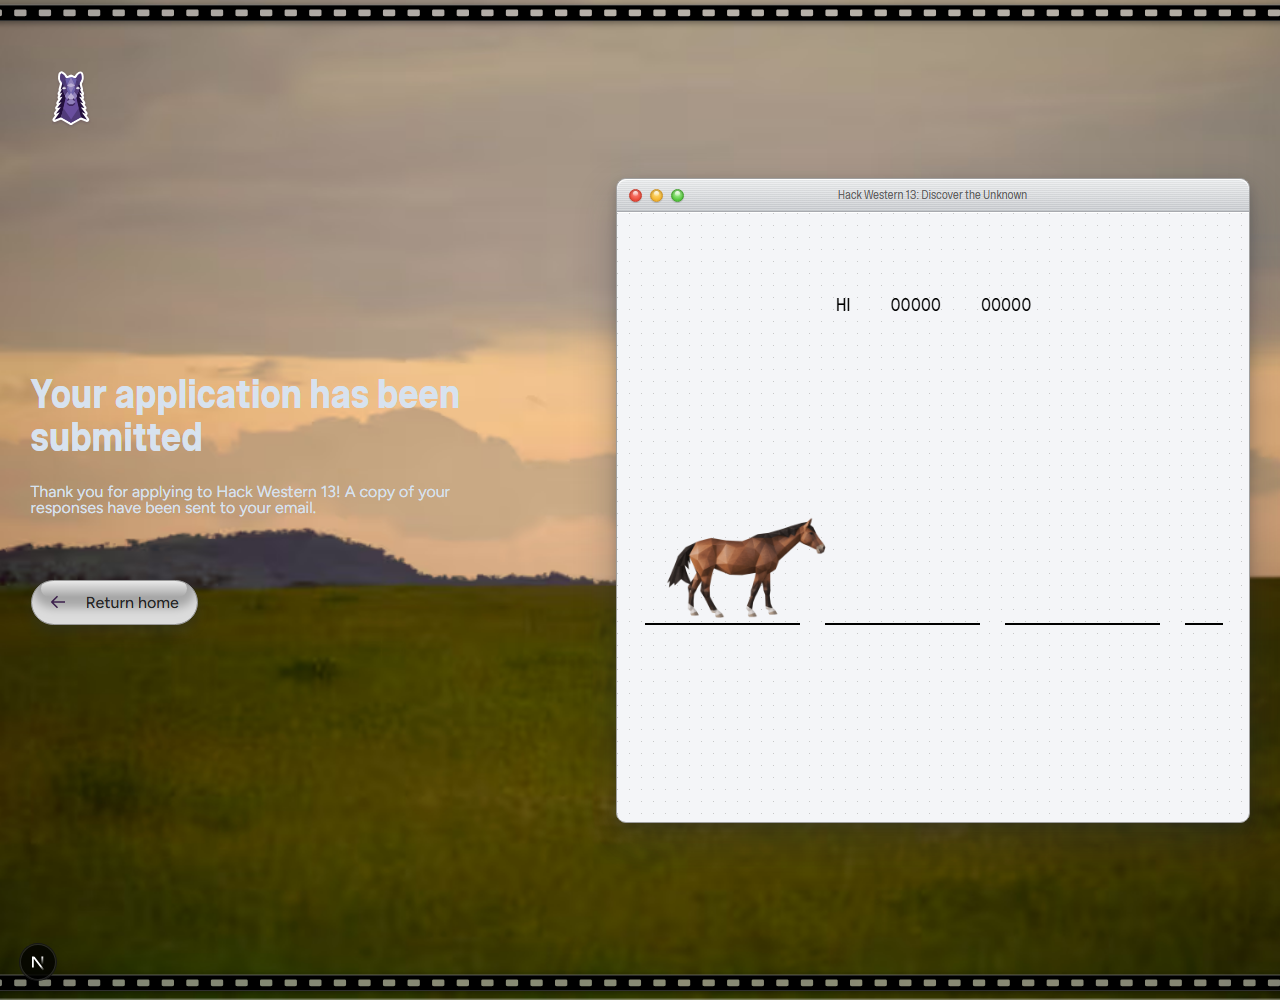 Hack Western 13: Discover the Unknown
HI 00000 00000
Your application has been
submitted
Thank you for applying to Hack Western 13! A copy of your
responses have been sent to your email.
Return home
N